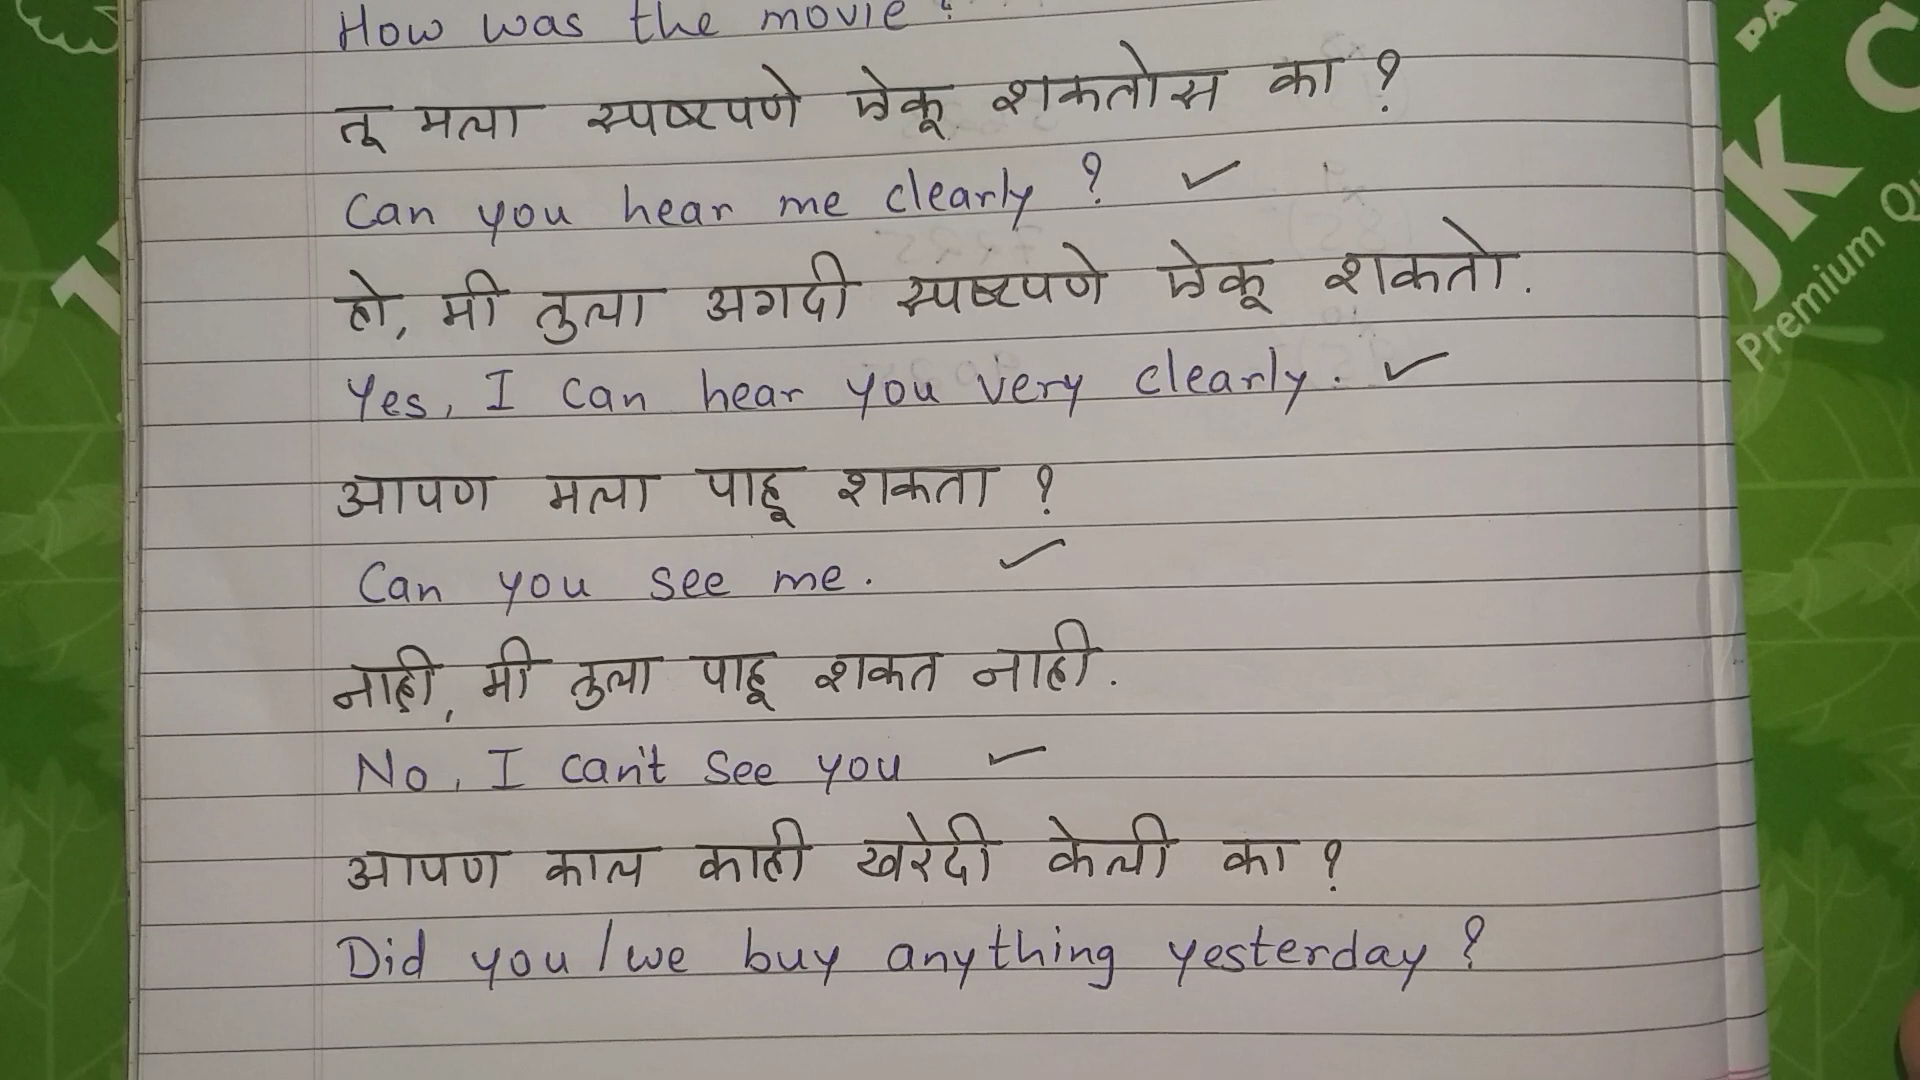 How was the movie?
तू मला स्पष्टपणे ऐकू शकतोस का?
Can you hear me clearly? ✓
हो, मी तुला अगदी स्पष्टपणे ऐकू शकतो.
Yes, I can hear you very clearly. ✓
आपण मला पाहू शकता?
Can you see me. ✓
नाही, मी तुला पाहू शकत नाही.
No, I can't see you ✓
आपण काल काही खरेदी केली का?
Did you/we buy anything yesterday?
JK
Premium